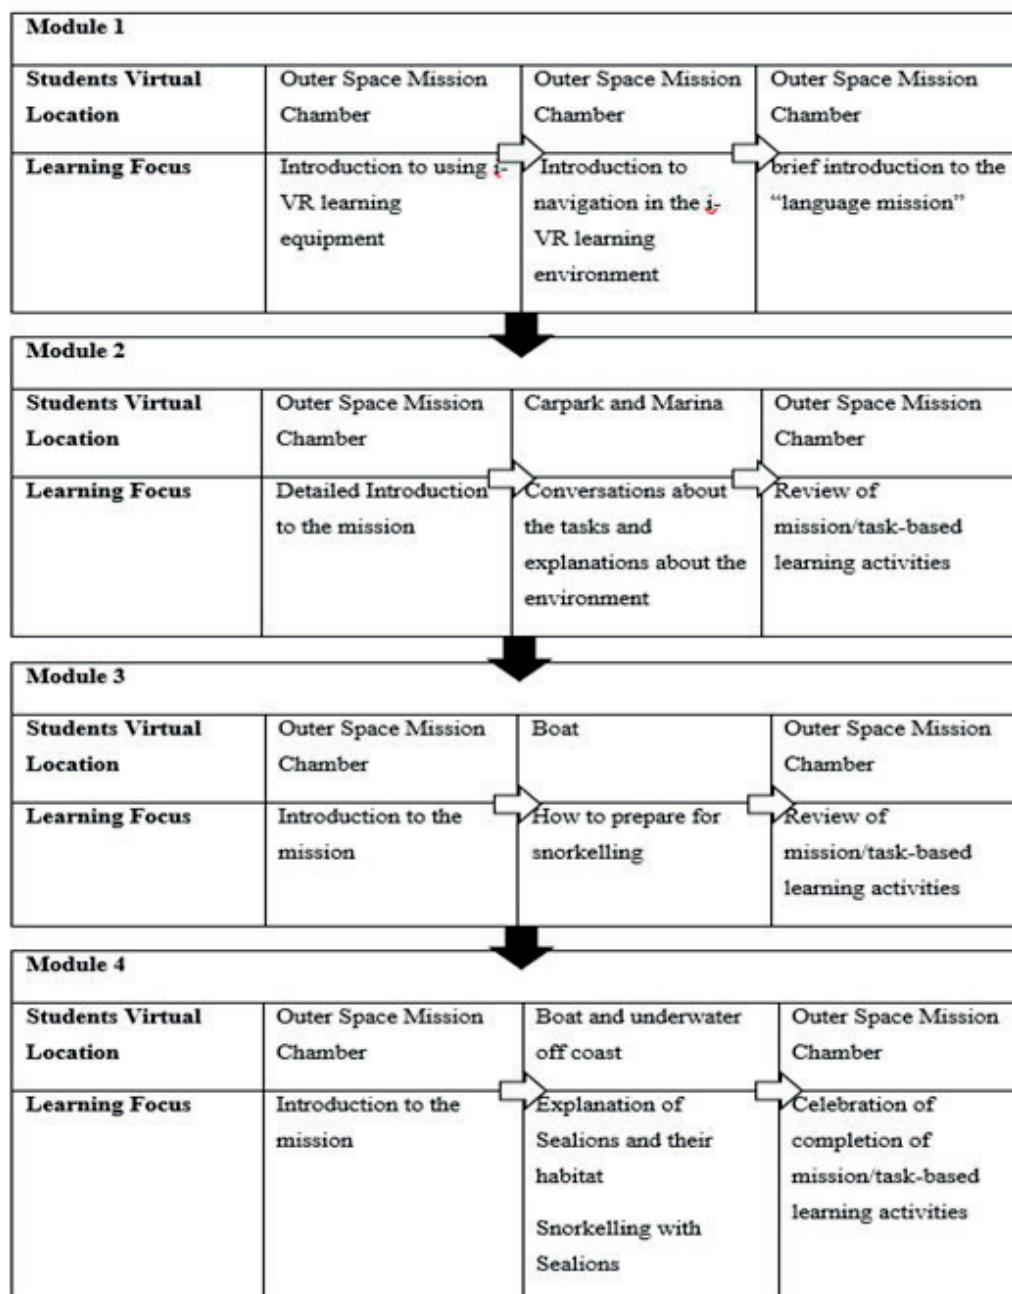 Module 1
Students Virtual
Location
Outer Space Mission
Chamber
Outer Space Mission
Chamber
Outer Space Mission
Chamber
Learning Focus
Introduction to using i-
VR learning
equipment
Introduction to
navigation in the i-
VR learning
environment
brief introduction to the
“language mission”
Module 2
Students Virtual
Location
Outer Space Mission
Chamber
Carpark and Marina
Outer Space Mission
Chamber
Learning Focus
Detailed Introduction
to the mission
Conversations about
the tasks and
explanations about the
environment
Review of
mission/task-based
learning activities
Module 3
Students Virtual
Location
Outer Space Mission
Chamber
Boat
Outer Space Mission
Chamber
Learning Focus
Introduction to the
mission
How to prepare for
snorkelling
Review of
mission/task-based
learning activities
Module 4
Students Virtual
Location
Outer Space Mission
Chamber
Boat and underwater
off coast
Outer Space Mission
Chamber
Learning Focus
Introduction to the
mission
Explanation of
Sealions and their
habitat
Snorkelling with
Sealions
Celebration of
completion of
mission/task-based
learning activities